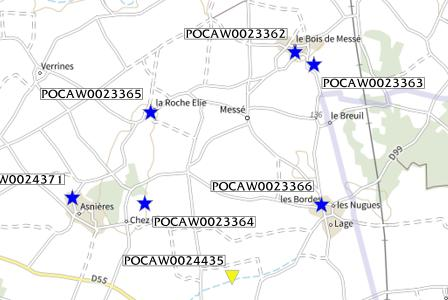 POCAW0023362
le Bois de Messé
Verrines
POCAW0023363
POCAW0023365
la Roche Elie
Messé
136
le Breuil
D99
W0024371
POCAW0023366
les Bordes
les Nugues
Asnières
Chez
POCAW0023364
Lage
POCAW0024435
D55